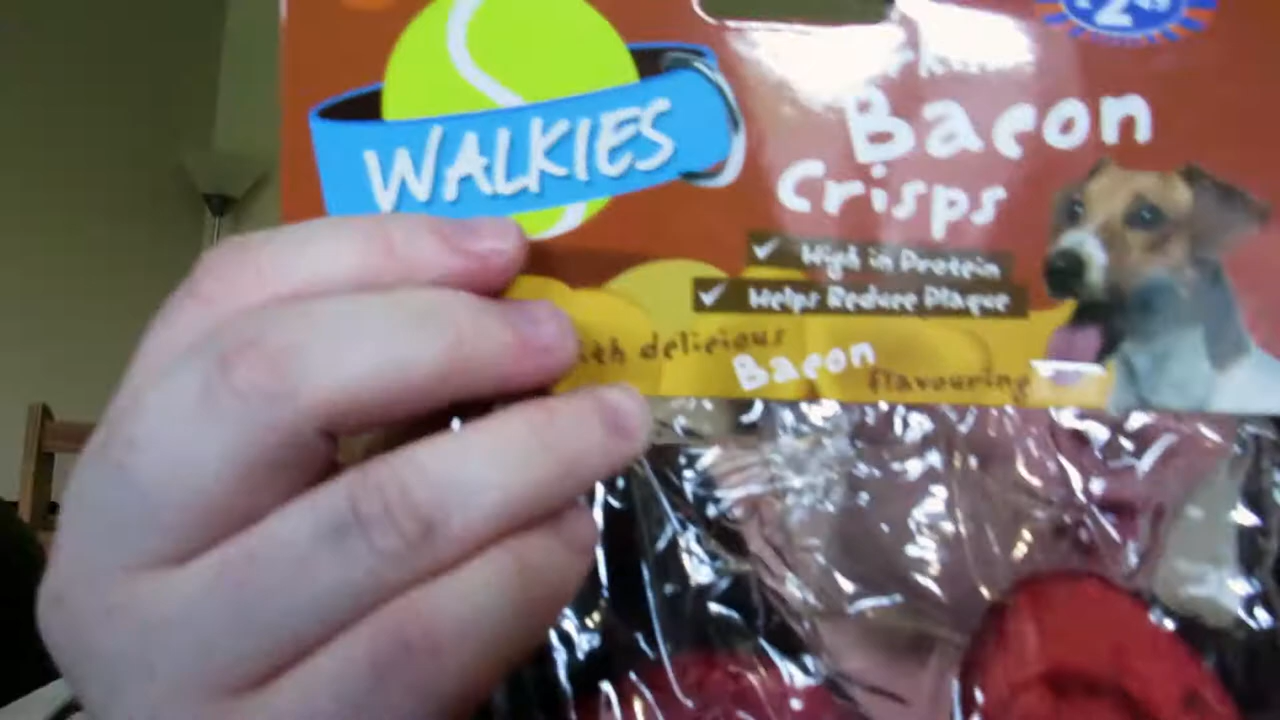 WALKIES
Bacon
Crisps
High in Protein
Helps Reduce Plaque
delicious
Bacon
flavouring